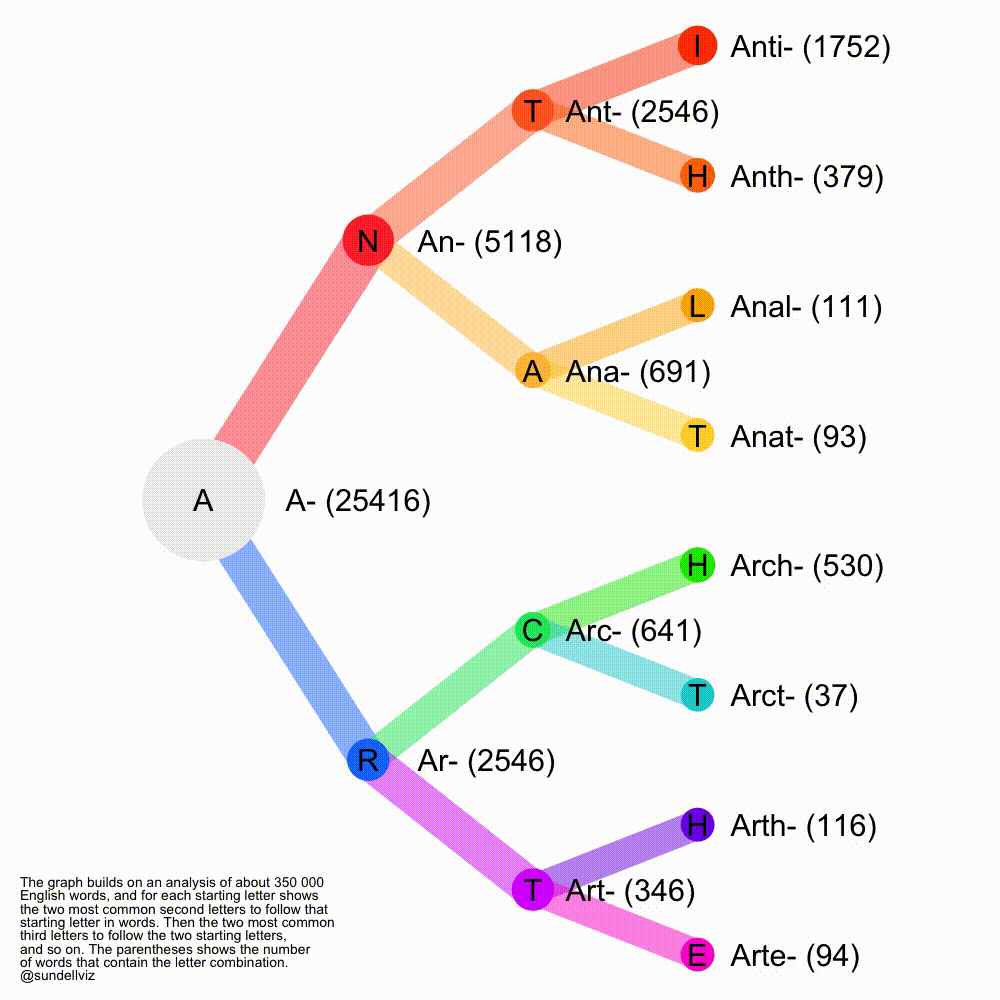 I Anti- (1752)
T Ant- (2546)
H Anth- (379)
N An- (5118)
L Anal- (111)
A Ana- (691)
T Anat- (93)
A A- (25416)
H Arch- (530)
C Arc- (641)
T Arct- (37)
R Ar- (2546)
H Arth- (116)
T Art- (346)
E Arte- (94)
The graph builds on an analysis of about 350 000
English words, and for each starting letter shows
the two most common second letters to follow that
starting letter in words. Then the two most common
third letters to follow the two starting letters,
and so on. The parentheses shows the number
of words that contain the letter combination.
@sundellviz